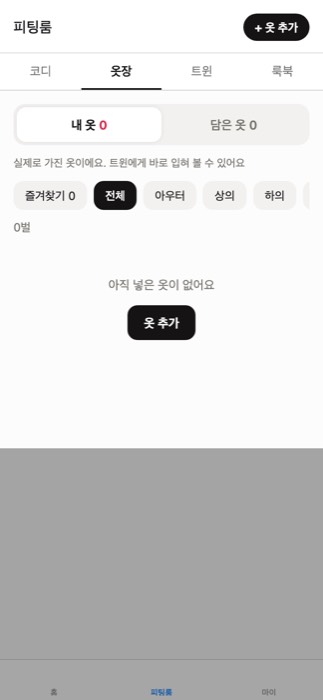 피팅룸
+ 옷 추가
코디 옷장 트윈 룩북
내 옷 0 담은 옷 0
실제로 가진 옷이에요. 트윈에게 바로 입혀 볼 수 있어요
즐겨찾기 0 전체 아우터 상의 하의
0벌
아직 넣은 옷이 없어요
옷 추가
홈 피팅룸 마이